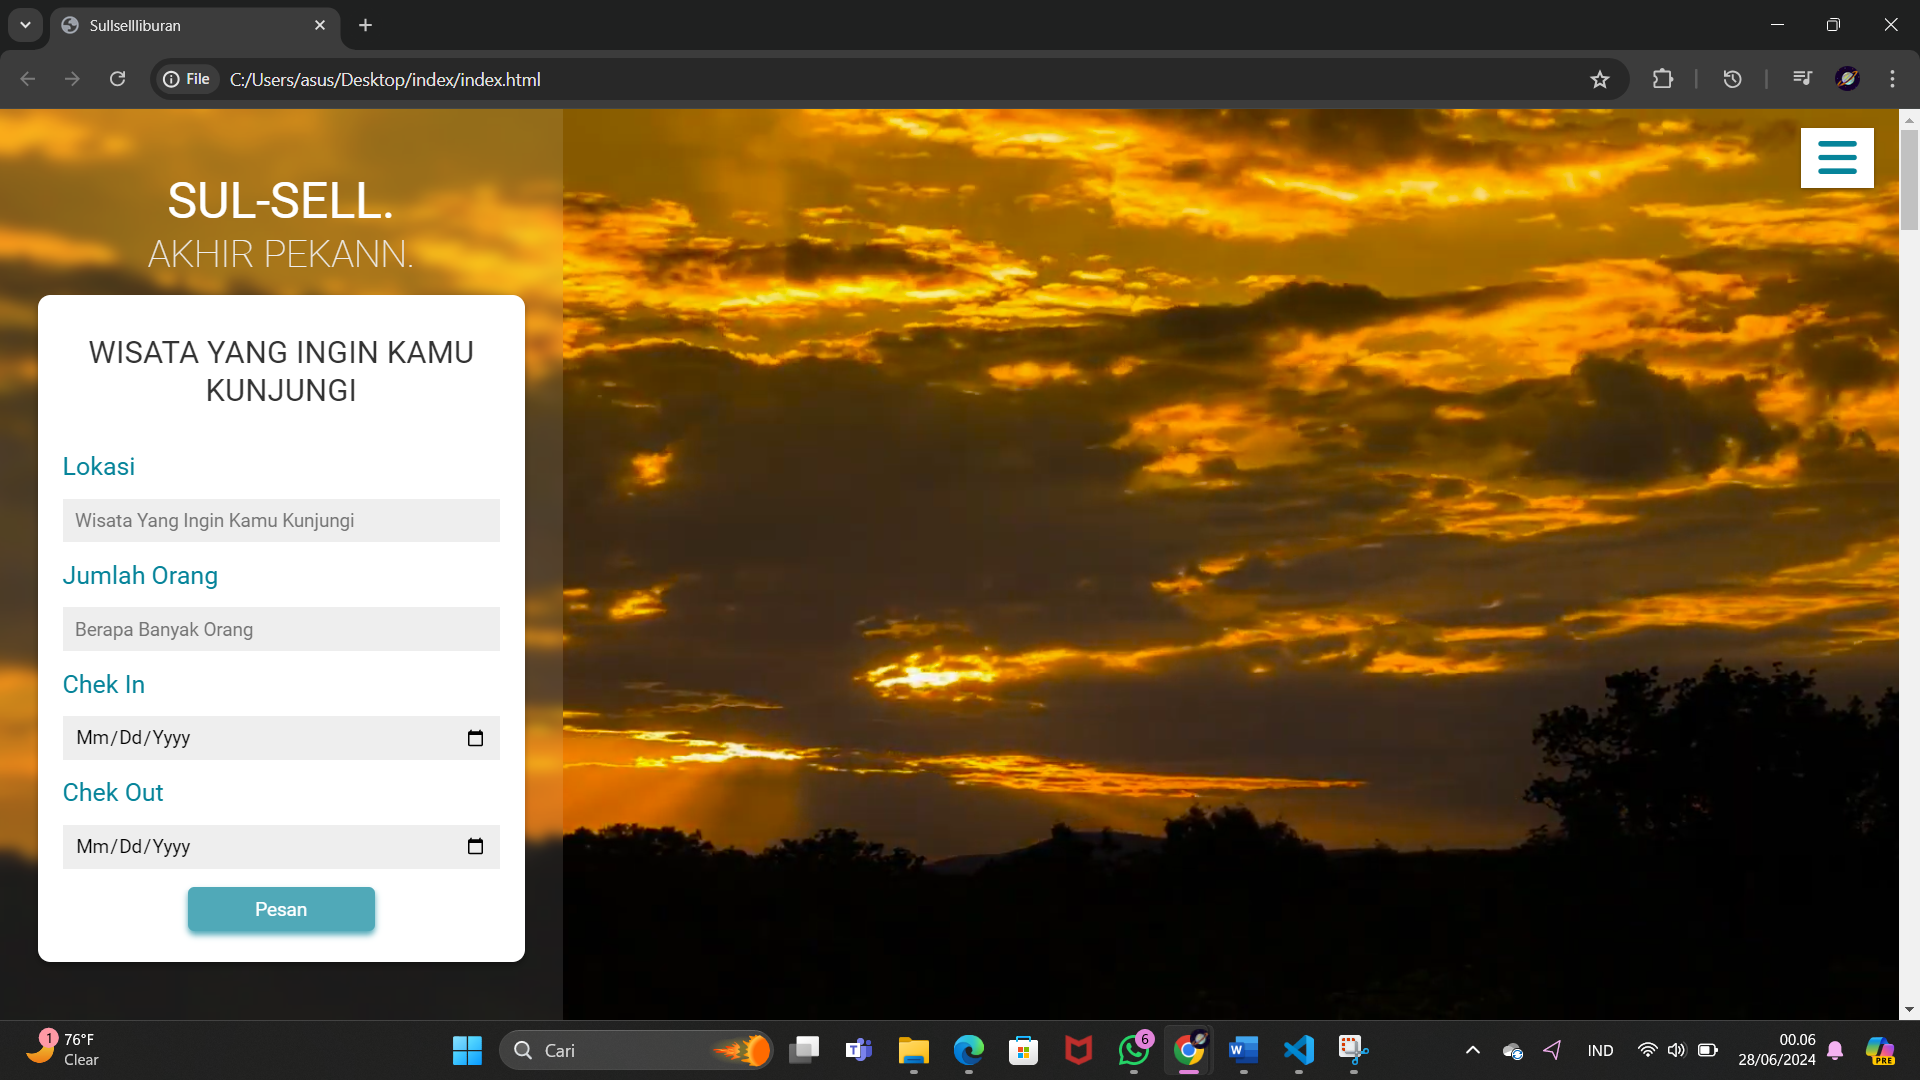 Sullsellliburan
File
C:/Users/asus/Desktop/index/index.html
SUL-SELL.
AKHIR PEKANN.
WISATA YANG INGIN KAMU
KUNJUNGI
Lokasi
Wisata Yang Ingin Kamu Kunjungi
Jumlah Orang
Berapa Banyak Orang
Chek In
Mm/Dd/Yyyy
Chek Out
Mm/Dd/Yyyy
Pesan
1
76°F
Clear
Cari
6
IND
00.06
28/06/2024
PRE